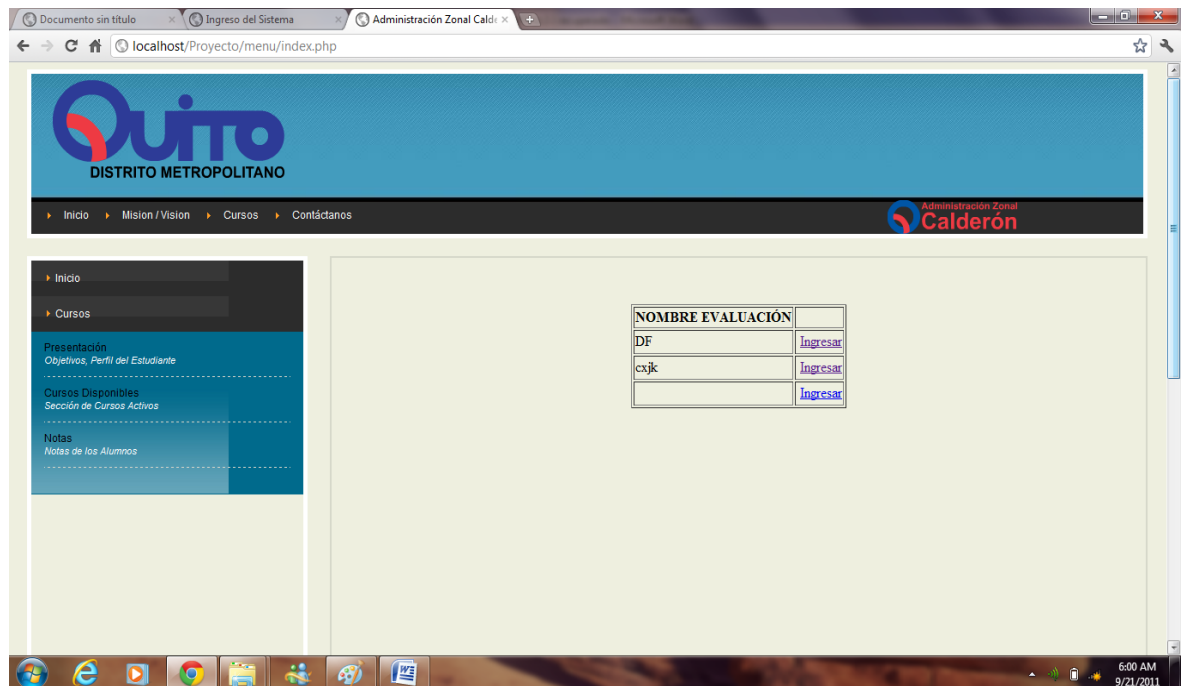 Documento sin título
Ingreso del Sistema
Administración Zonal Calde
localhost/Proyecto/menu/index.php
QUITO
DISTRITO METROPOLITANO
Inicio Mision / Vision Cursos Contáctanos
Administración Zonal
Calderón
Inicio
Cursos
Presentación
Objetivos, Perfil del Estudiante
Cursos Disponibles
Sección de Cursos Activos
Notas
Notas de los Alumnos
NOMBRE EVALUACIÓN
DF Ingresar
cxjk Ingresar
Ingresar
6:00 AM
9/21/2011